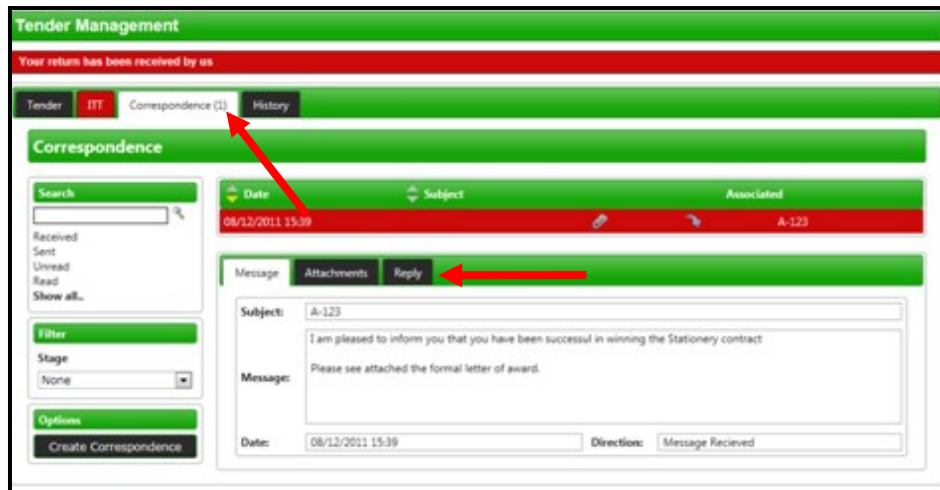 Tender Management
Your return has been received by us
Tender ITT Correspondence (1) History
Correspondence
Search
Received
Sent
Unread
Read
Show all..
Filter
Stage
None
Options
Create Correspondence
Date Subject Associated
08/12/2011 15:39 A-123
Message Attachments Reply
Subject: A-123
Message: I am pleased to inform you that you have been successul in winning the Stationery contract
Please see attached the formal letter of award.
Date: 08/12/2011 15:39 Direction: Message Recieved